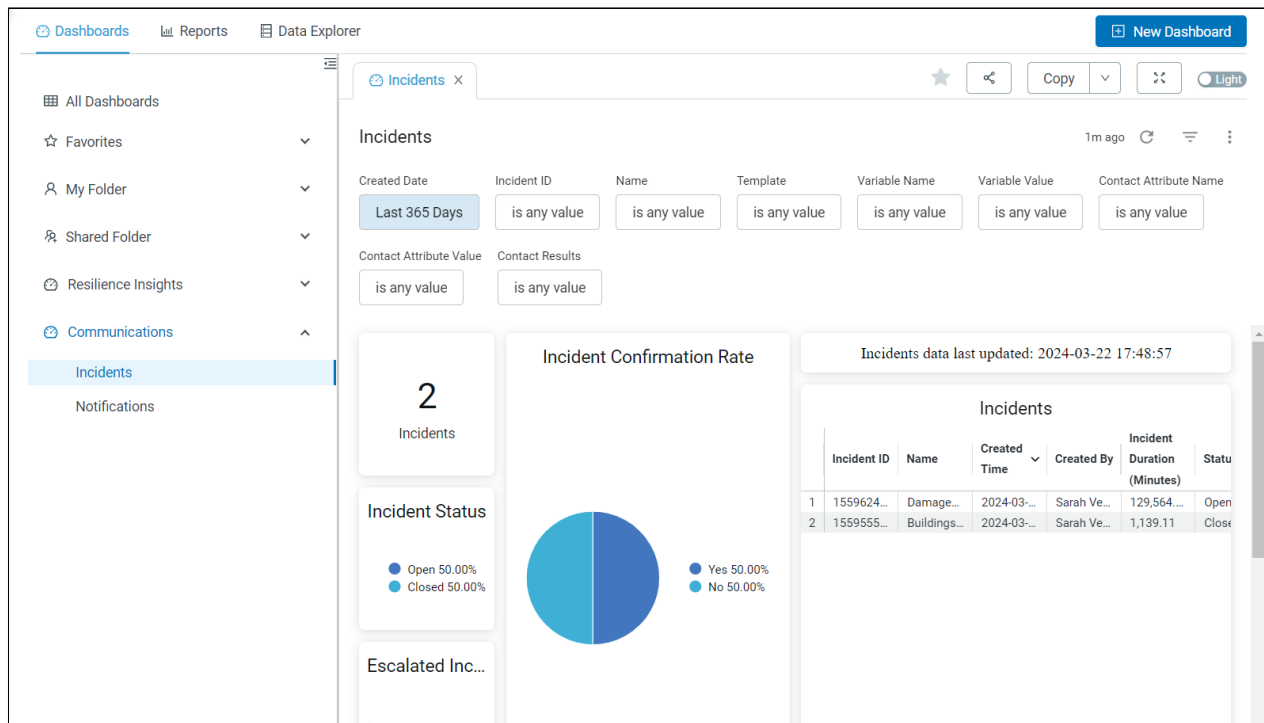 Dashboards Reports Data Explorer New Dashboard
All Dashboards
Favorites
My Folder
Shared Folder
Resilience Insights
Communications
Incidents
Notifications
Incidents Copy Light
Incidents 1m ago
Created Date Incident ID Name Template Variable Name Variable Value Contact Attribute Name
Last 365 Days is any value is any value is any value is any value is any value is any value
Contact Attribute Value Contact Results
is any value is any value
2
Incidents
Incident Status
Open 50.00%
Closed 50.00%
Escalated Inc...
Incident Confirmation Rate
Yes 50.00%
No 50.00%
Incidents data last updated: 2024-03-22 17:48:57
Incidents
Incident ID Name Created Time Created By Incident Duration (Minutes) Statu
1 1559624... Damage... 2024-03-... Sarah Ve... 129,564.... Open
2 1559555... Buildings... 2024-03-... Sarah Ve... 1,139.11 Close